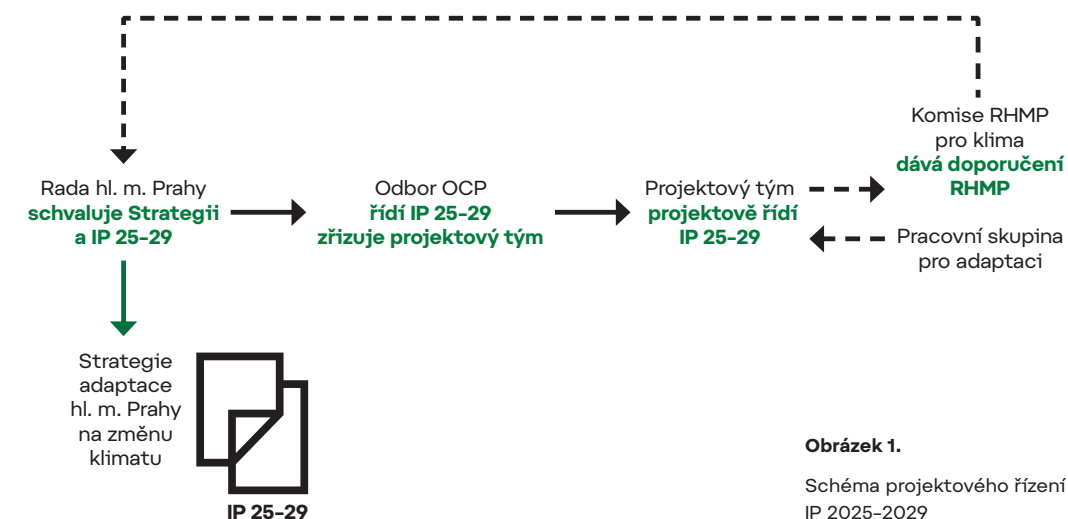 Komise RHMP
pro klima
dává doporučení
RHMP
Rada hl. m. Prahy
schvaluje Strategii
a IP 25–29
Odbor OCP
řídí IP 25–29
zřizuje projektový tým
Projektový tým
projektově řídí
IP 25–29
Pracovní skupina
pro adaptaci
Strategie
adaptace
hl. m. Prahy
na změnu
klimatu
IP 25–29
Obrázek 1.
Schéma projektového řízení
IP 2025–2029